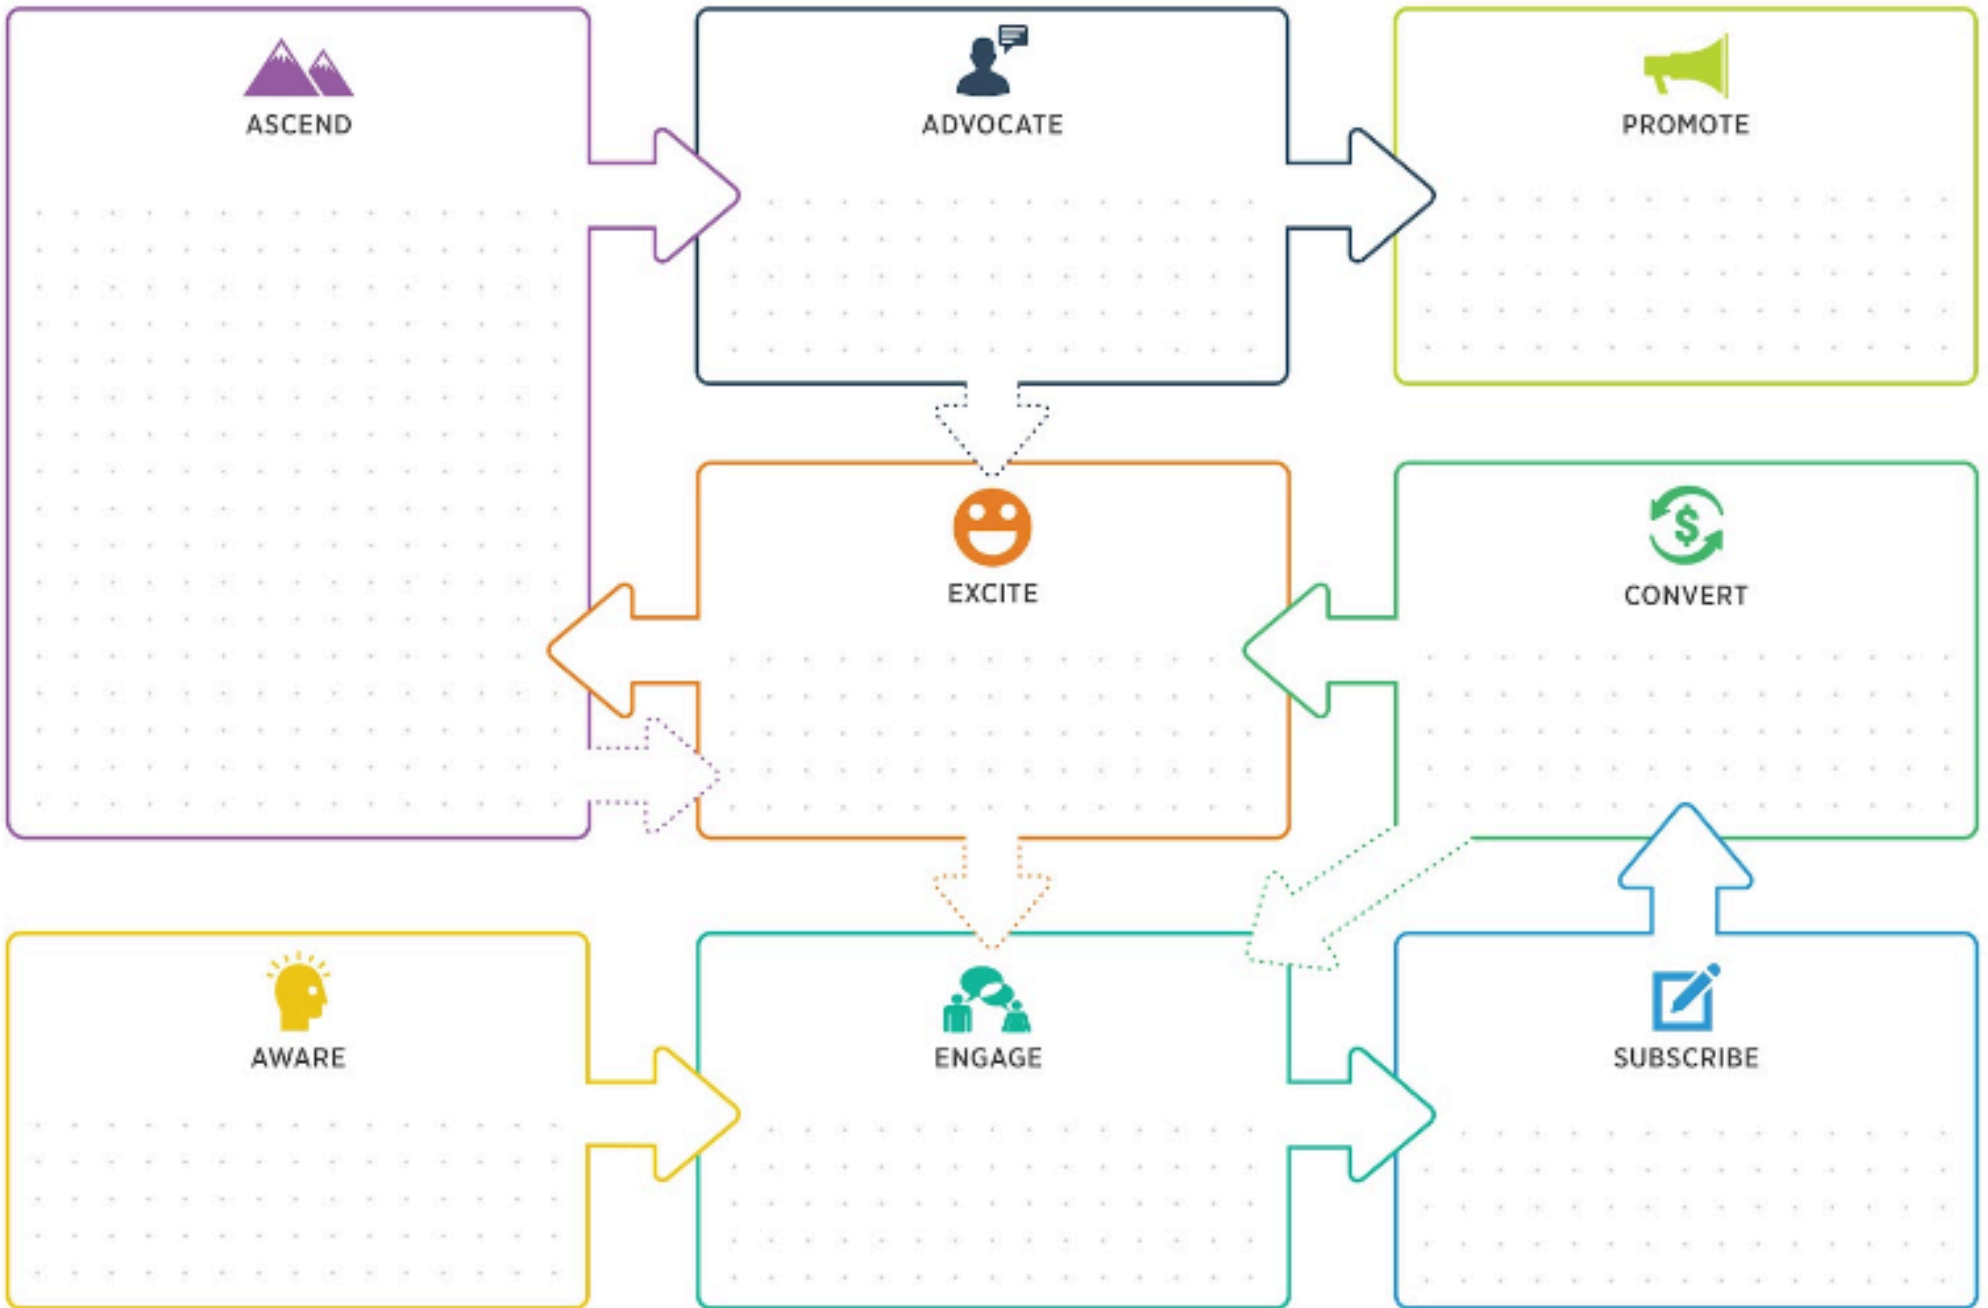 ASCEND
ADVOCATE
PROMOTE
EXCITE
$
CONVERT
AWARE
ENGAGE
SUBSCRIBE